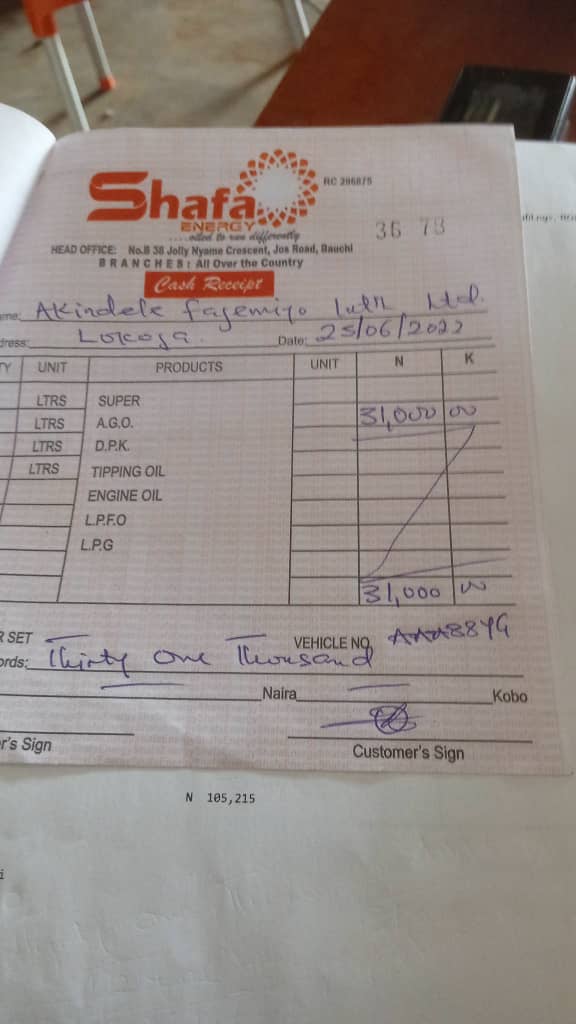 Shafa
ENERGY
....oiled to run differently
RC 296875
36 78
HEAD OFFICE: No.B 38 Jolly Nyame Crescent, Jos Road, Bauchi
BRANCHES: All Over the Country
Cash Receipt
me: Akindele Fagemiyo Ltd.
dress: Lokoja Date: 25/06/2022
TY UNIT PRODUCTS UNIT N K
LTRS SUPER
LTRS A.G.O. 31,000 00
LTRS D.P.K.
LTRS TIPPING OIL
ENGINE OIL
L.P.F.O
L.P.G
31,000 00
R SET VEHICLE NO AAA88YG
ords: Thirty One Thousand
Naira Kobo
r's Sign Customer's Sign
N 105,215